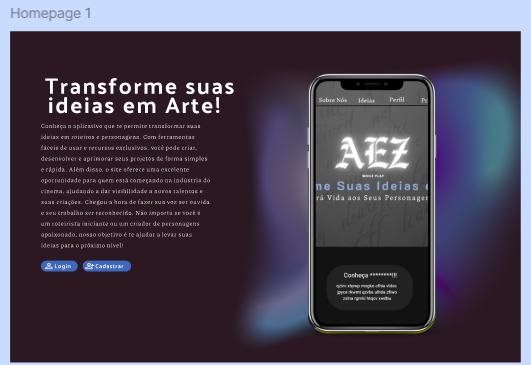 Homepage 1
Transforme suas
ideias em Arte!
Conheça o aplicativo que te permite transformar suas
ideias em roteiros e personagens. Com ferramentas
fáceis de usar e recursos exclusivos, você pode criar,
desenvolver e aprimorar seus projetos de forma simples
e rápida. Além disso, o site oferece uma excelente
oportunidade para quem está começando na indústria do
cinema, ajudando a dar visibilidade a novos talentos e
suas criações. Chegou a hora de fazer sua voz ser ouvida
e seu trabalho ser reconhecido. Não importa se você é
um roteirista iniciante ou um criador de personagens
apaixonado, nosso objetivo é te ajudar a levar suas
ideias para o próximo nível!
Login
Cadastrar
Sobre Nós Ideias Perfil Pr
AEZ
WORLD PLAY
me Suas Ideias e
rá Vida aos Seus Personagen
Conheça ********!!!